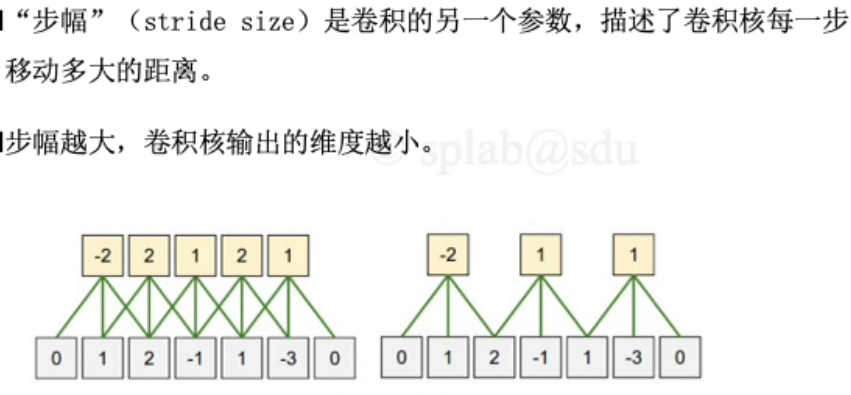 “步幅”（stride size）是卷积的另一个参数，描述了卷积核每一步
移动多大的距离。
步幅越大，卷积核输出的维度越小。
© splab@sdu
-2 2 1 2 1 -2 1 1
0 1 2 -1 1 -3 0 0 1 2 -1 1 -3 0